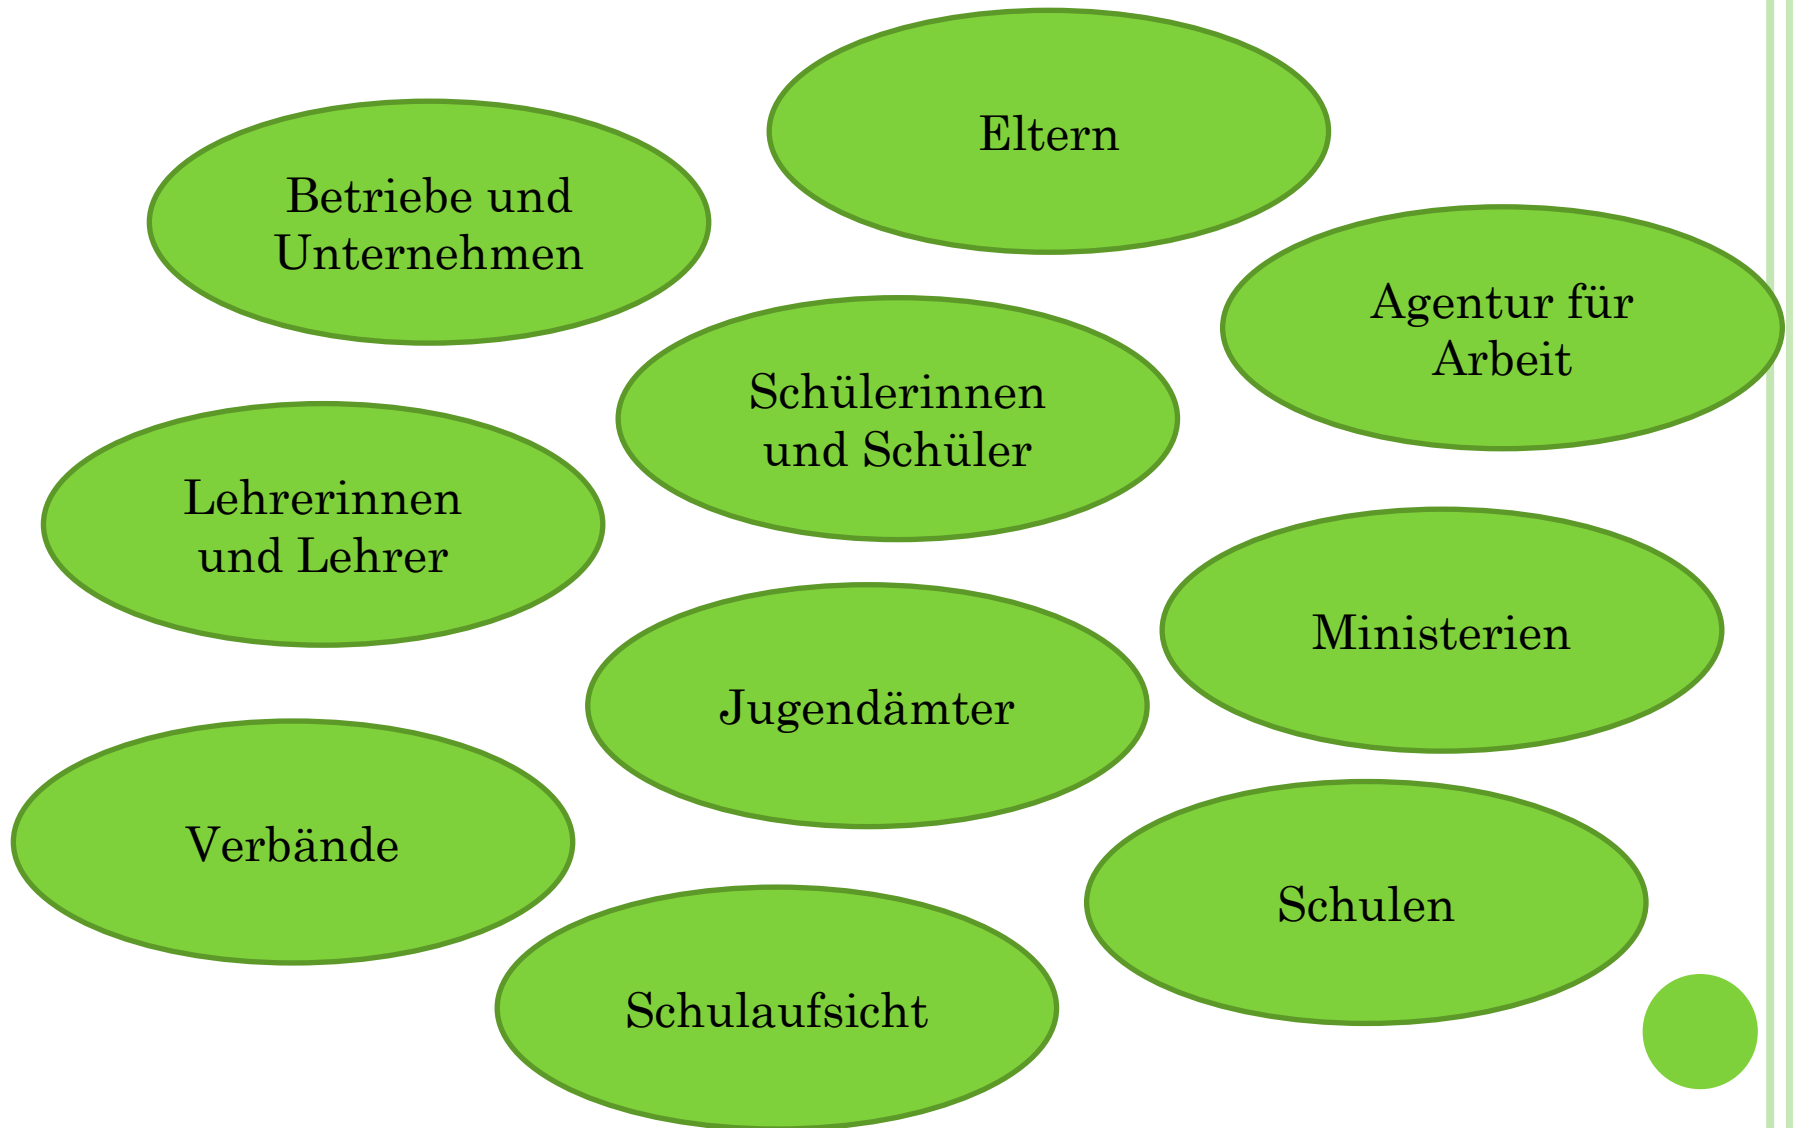 Eltern
Betriebe und
Unternehmen
Agentur für
Arbeit
Schülerinnen
und Schüler
Lehrerinnen
und Lehrer
Ministerien
Jugendämter
Verbände
Schulen
Schulaufsicht